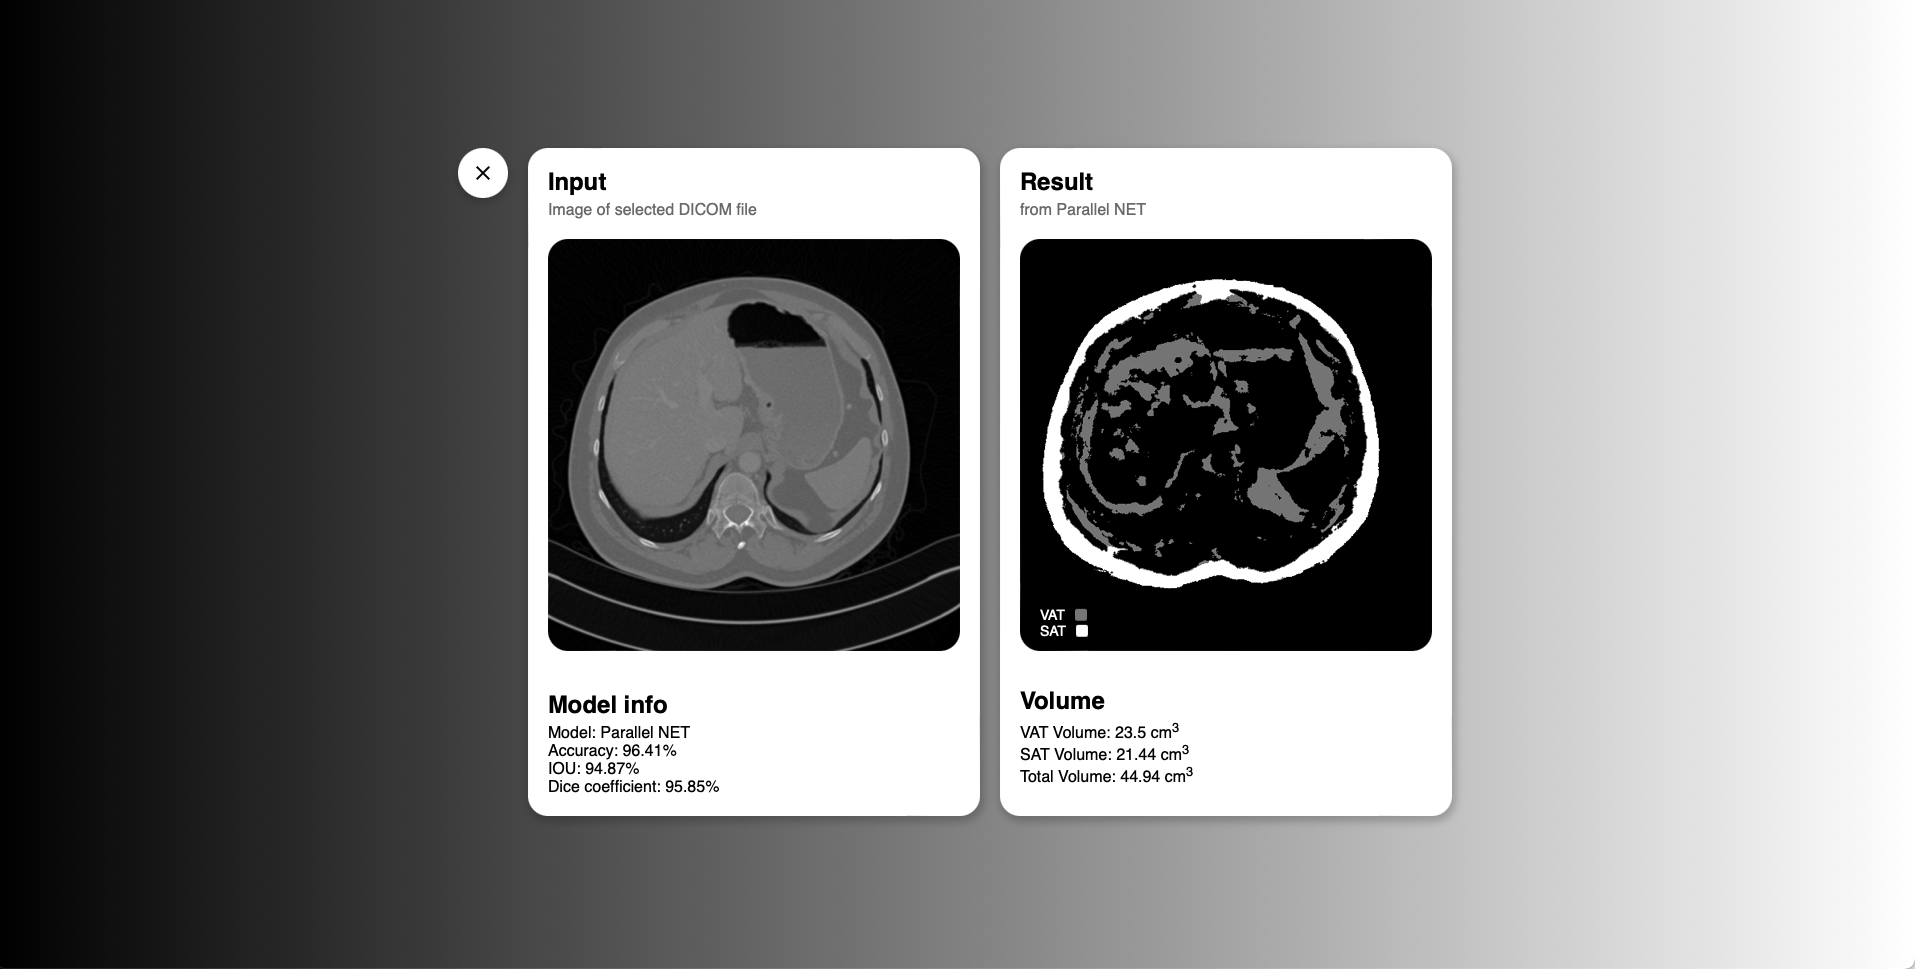 Input
Image of selected DICOM file
Model info
Model: Parallel NET
Accuracy: 96.41%
IOU: 94.87%
Dice coefficient: 95.85%
Result
from Parallel NET
VAT
SAT
Volume
VAT Volume: 23.5 cm³
SAT Volume: 21.44 cm³
Total Volume: 44.94 cm³